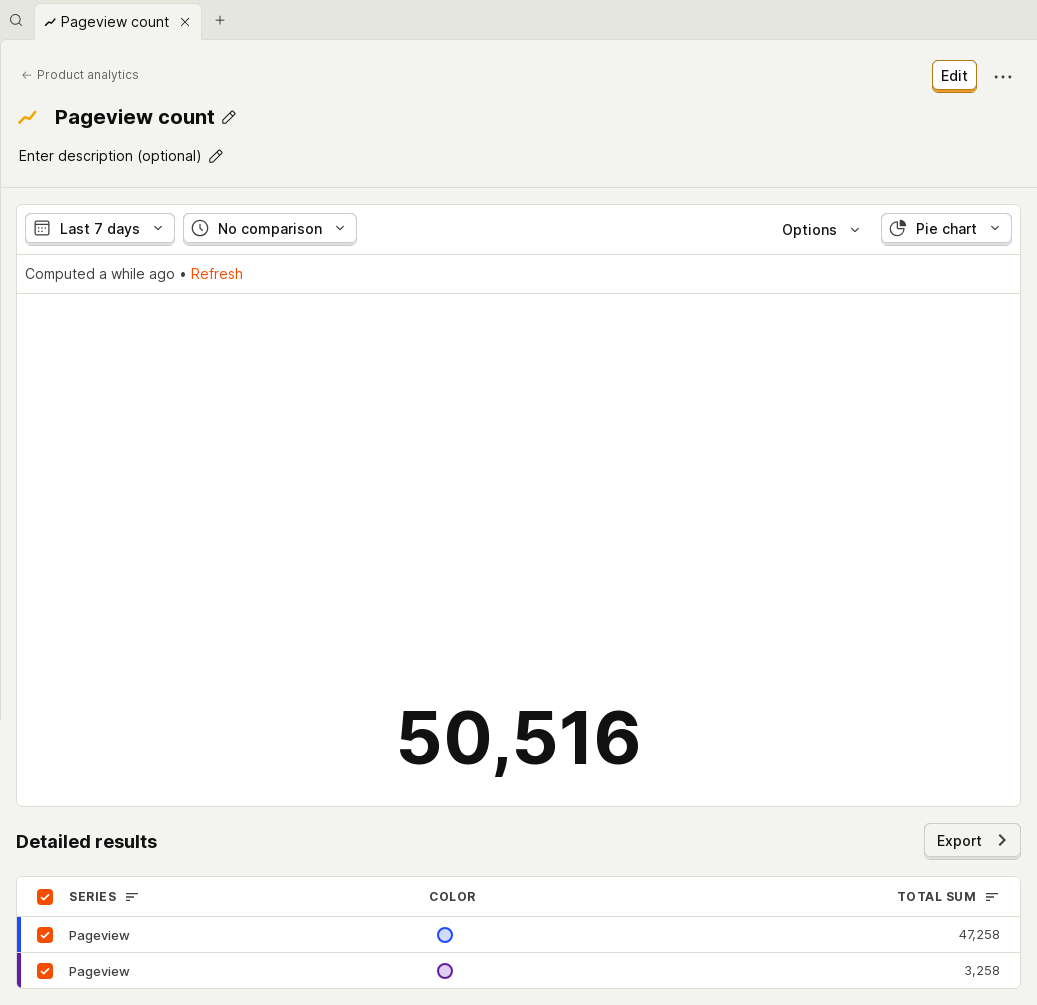 Pageview count
Product analytics
Edit
Pageview count
Enter description (optional)
Last 7 days
No comparison
Options
Pie chart
Computed a while ago • Refresh
50,516
Detailed results
Export
SERIES COLOR TOTAL SUM
Pageview 47,258
Pageview 3,258